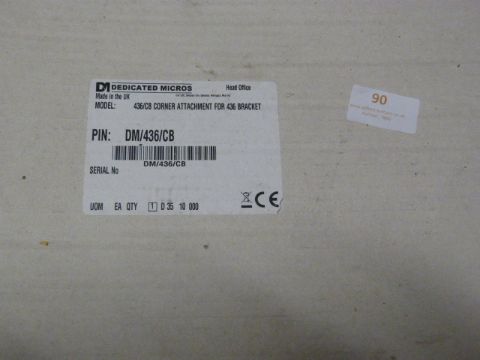 DM DEDICATED MICROS Head Office
Made in the UK
MODEL: 436/CB CORNER ATTACHMENT FOR 436 BRACKET
PIN: DM/436/CB
DM/436/CB
SERIAL No
CE
UOM EA QTY 1 D 35 10 000
90